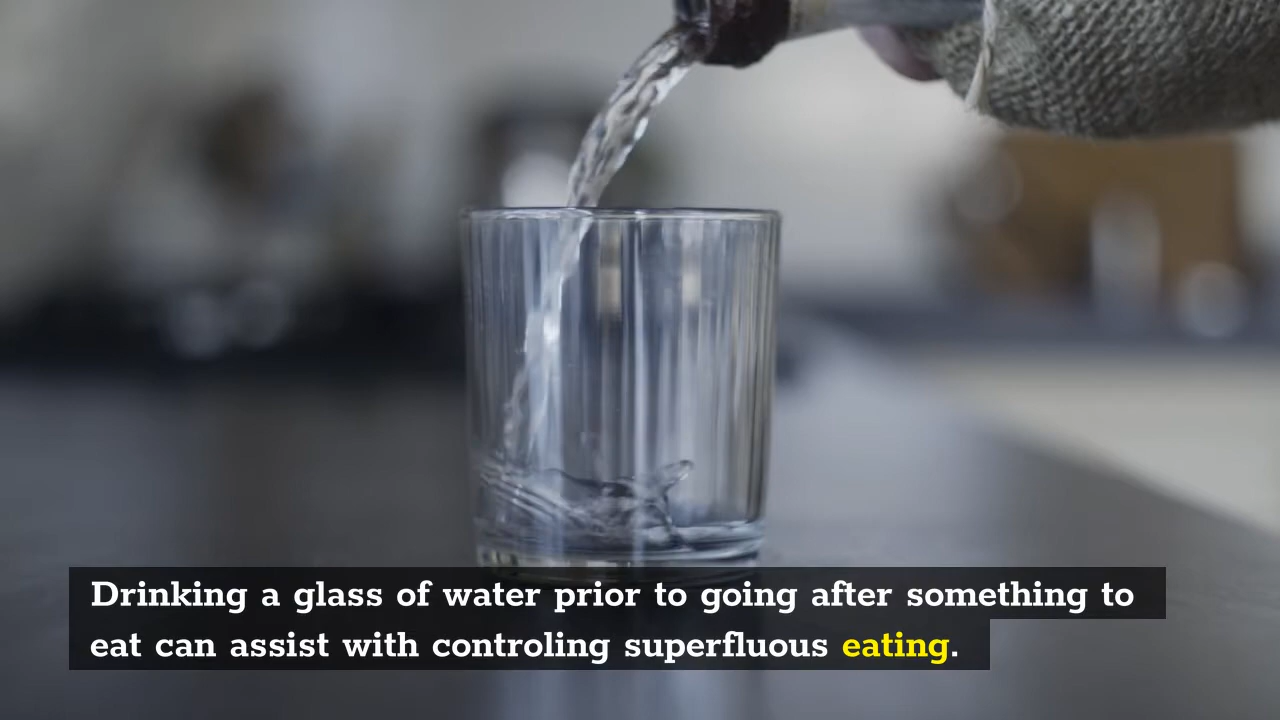 Drinking a glass of water prior to going after something to
eat can assist with controling superfluous eating.